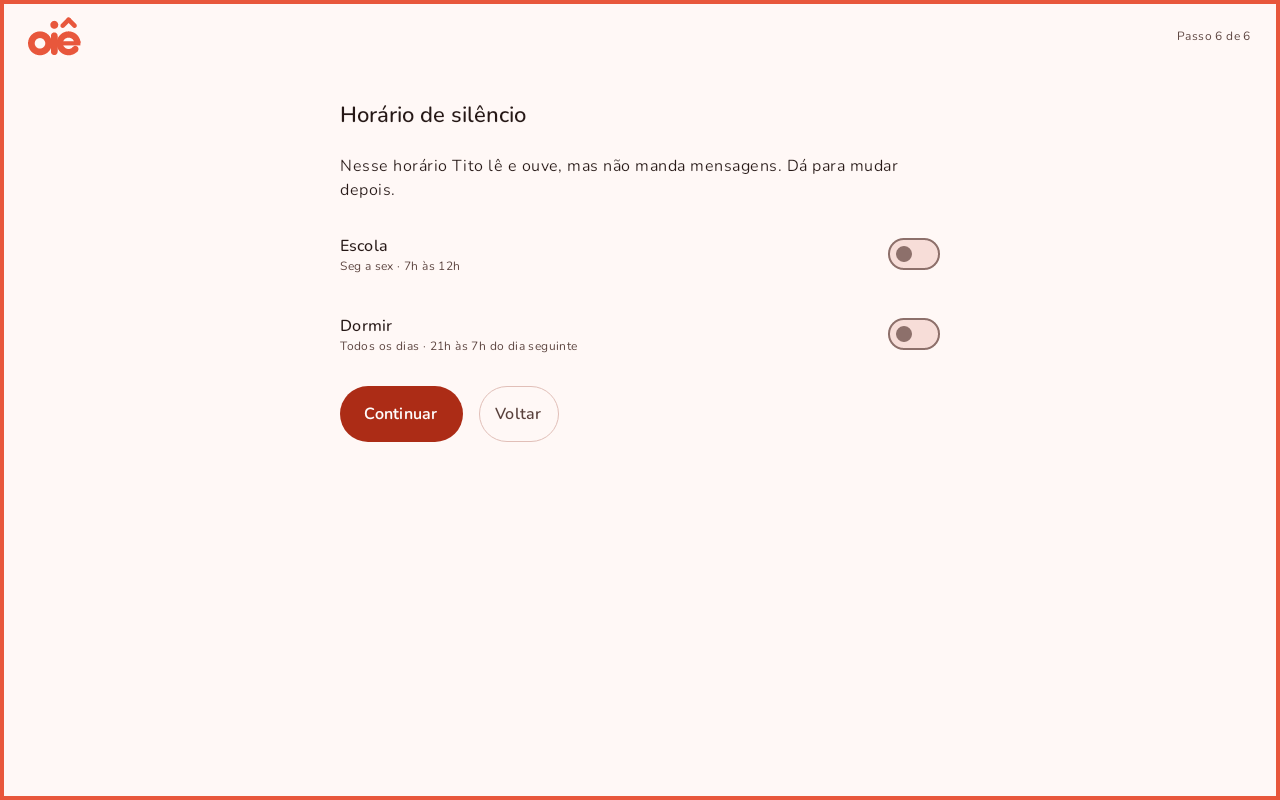 oiê
Passo 6 de 6
Horário de silêncio
Nesse horário Tito lê e ouve, mas não manda mensagens. Dá para mudar
depois.
Escola
Seg a sex · 7h às 12h
Dormir
Todos os dias · 21h às 7h do dia seguinte
Continuar
Voltar